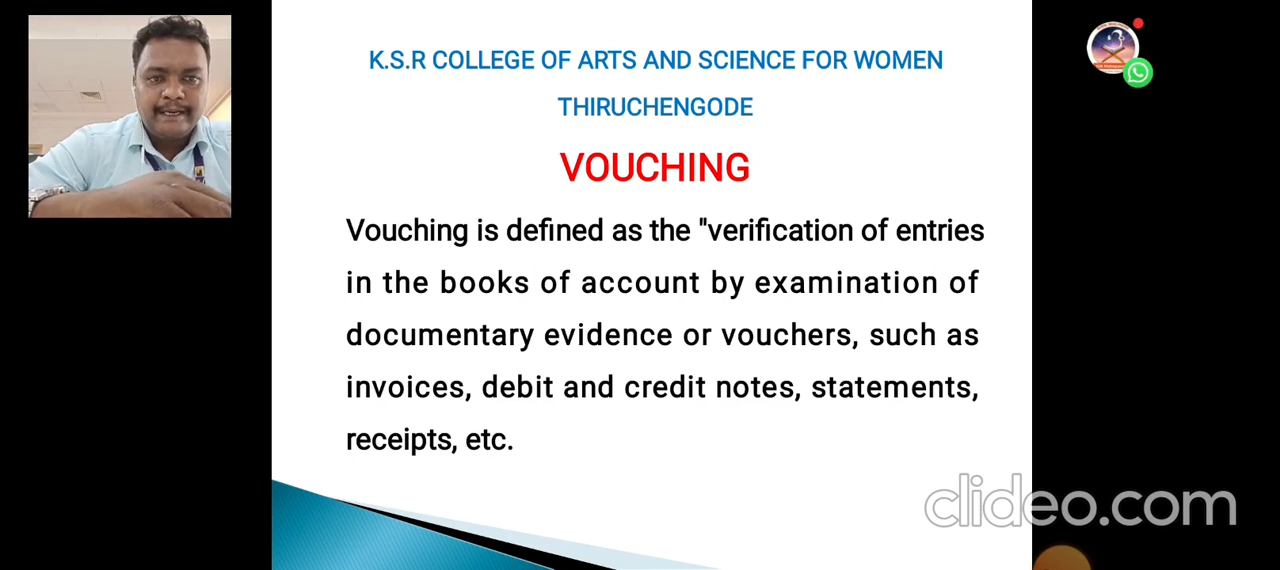 K.S.R COLLEGE OF ARTS AND SCIENCE FOR WOMEN
THIRUCHENGODE
VOUCHING
Vouching is defined as the "verification of entries
in the books of account by examination of
documentary evidence or vouchers, such as
invoices, debit and credit notes, statements,
receipts, etc.
clideo.com